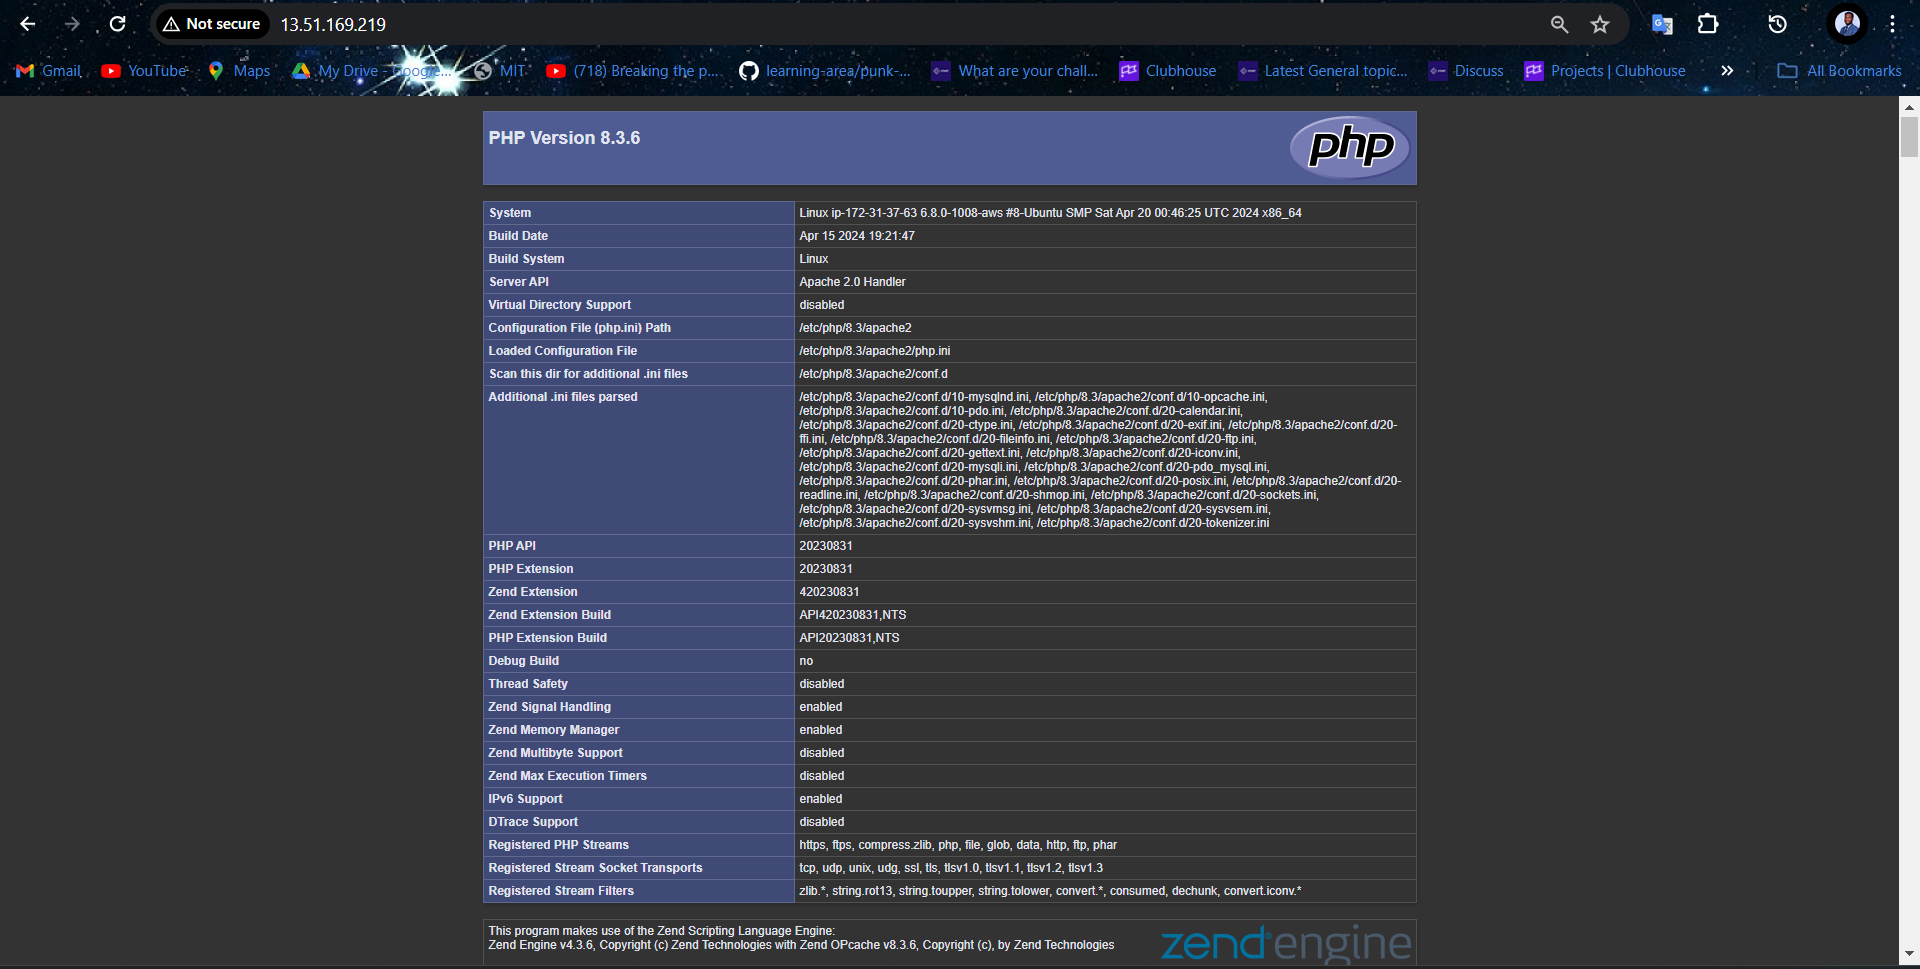 Not secure 13.51.169.219
Gmail YouTube Maps My Drive - Google... MIT (718) Breaking the p... learning-area/punk-... What are your chall... Clubhouse Latest General topic... Discuss Projects | Clubhouse » All Bookmarks
PHP Version 8.3.6 php
System Linux ip-172-31-37-63 6.8.0-1008-aws #8-Ubuntu SMP Sat Apr 20 00:46:25 UTC 2024 x86_64
Build Date Apr 15 2024 19:21:47
Build System Linux
Server API Apache 2.0 Handler
Virtual Directory Support disabled
Configuration File (php.ini) Path /etc/php/8.3/apache2
Loaded Configuration File /etc/php/8.3/apache2/php.ini
Scan this dir for additional .ini files /etc/php/8.3/apache2/conf.d
Additional .ini files parsed /etc/php/8.3/apache2/conf.d/10-mysqlnd.ini, /etc/php/8.3/apache2/conf.d/10-opcache.ini,
/etc/php/8.3/apache2/conf.d/10-pdo.ini, /etc/php/8.3/apache2/conf.d/20-calendar.ini,
/etc/php/8.3/apache2/conf.d/20-ctype.ini, /etc/php/8.3/apache2/conf.d/20-exif.ini, /etc/php/8.3/apache2/conf.d/20-
ffi.ini, /etc/php/8.3/apache2/conf.d/20-fileinfo.ini, /etc/php/8.3/apache2/conf.d/20-ftp.ini,
/etc/php/8.3/apache2/conf.d/20-gettext.ini, /etc/php/8.3/apache2/conf.d/20-iconv.ini,
/etc/php/8.3/apache2/conf.d/20-mysqli.ini, /etc/php/8.3/apache2/conf.d/20-pdo_mysql.ini,
/etc/php/8.3/apache2/conf.d/20-phar.ini, /etc/php/8.3/apache2/conf.d/20-posix.ini, /etc/php/8.3/apache2/conf.d/20-
readline.ini, /etc/php/8.3/apache2/conf.d/20-shmop.ini, /etc/php/8.3/apache2/conf.d/20-sockets.ini,
/etc/php/8.3/apache2/conf.d/20-sysvmsg.ini, /etc/php/8.3/apache2/conf.d/20-sysvsem.ini,
/etc/php/8.3/apache2/conf.d/20-sysvshm.ini, /etc/php/8.3/apache2/conf.d/20-tokenizer.ini
PHP API 20230831
PHP Extension 20230831
Zend Extension 420230831
Zend Extension Build API420230831,NTS
PHP Extension Build API20230831,NTS
Debug Build no
Thread Safety disabled
Zend Signal Handling enabled
Zend Memory Manager enabled
Zend Multibyte Support disabled
Zend Max Execution Timers disabled
IPv6 Support enabled
DTrace Support disabled
Registered PHP Streams https, ftps, compress.zlib, php, file, glob, data, http, ftp, phar
Registered Stream Socket Transports tcp, udp, unix, udg, ssl, tls, tlsv1.0, tlsv1.1, tlsv1.2, tlsv1.3
Registered Stream Filters zlib.*, string.rot13, string.toupper, string.tolower, convert.*, consumed, dechunk, convert.iconv.*
This program makes use of the Zend Scripting Language Engine:
Zend Engine v4.3.6, Copyright (c) Zend Technologies with Zend OPcache v8.3.6, Copyright (c), by Zend Technologies
zend engine